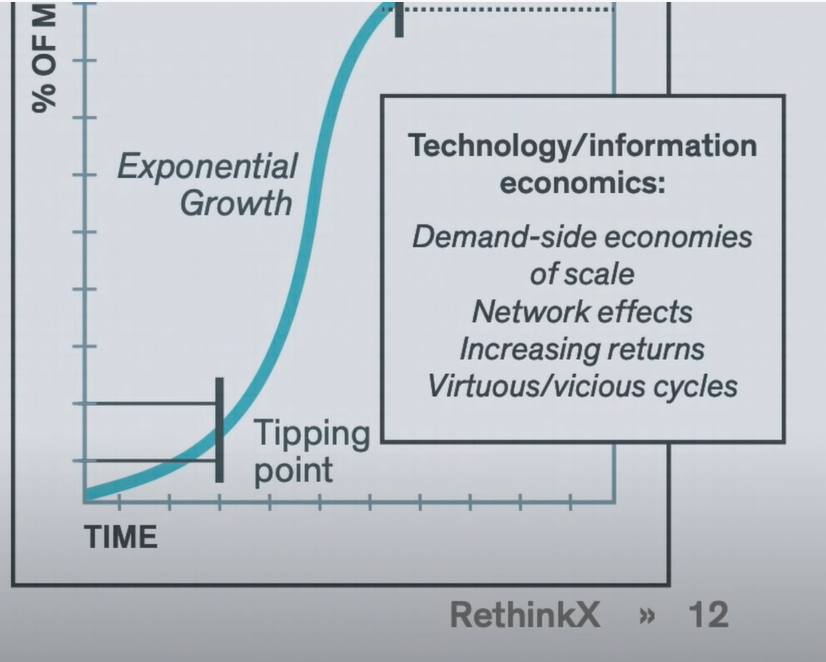 % OF M
Exponential
Growth
Technology/information
economics:
Demand-side economies
of scale
Network effects
Increasing returns
Virtuous/vicious cycles
Tipping
point
TIME
RethinkX » 12